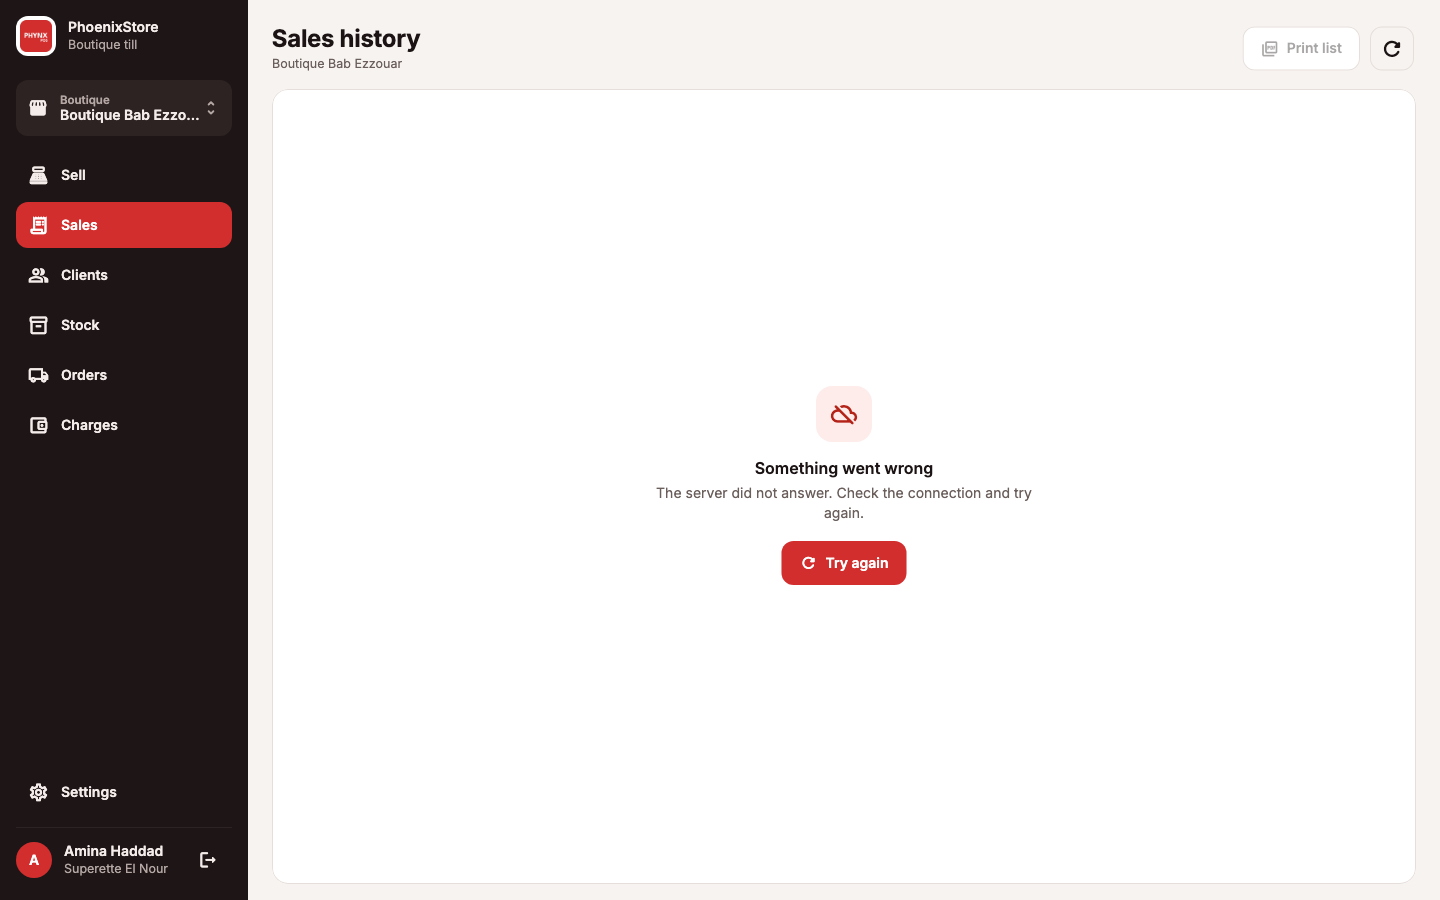 PHYNX
POS
PhoenixStore
Boutique till
Boutique
Boutique Bab Ezzo...
Sell
Sales
Clients
Stock
Orders
Charges
Settings
A
Amina Haddad
Superette El Nour
Sales history
Boutique Bab Ezzouar
PDF
Print list
Something went wrong
The server did not answer. Check the connection and try
again.
Try again